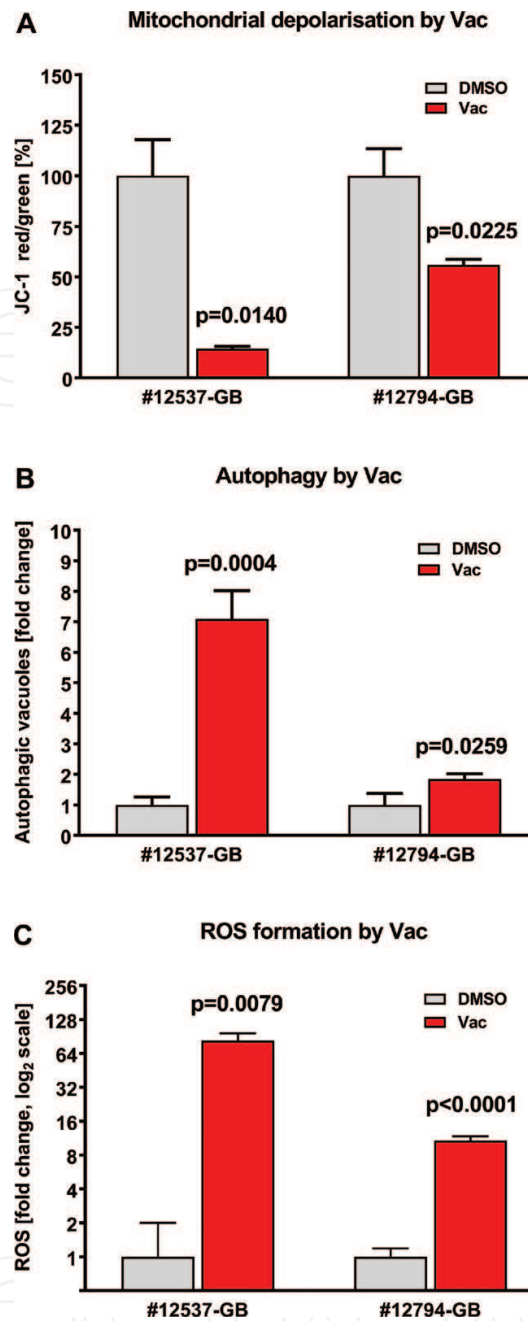 A Mitochondrial depolarisation by Vac
JC-1 red/green [%]
150
125
100
75
50
25
0
DMSO
Vac
p=0.0140
p=0.0225
#12537-GB #12794-GB
B Autophagy by Vac
Autophagic vacuoles [fold change]
10
9
8
7
6
5
4
3
2
1
0
DMSO
Vac
p=0.0004
p=0.0259
#12537-GB #12794-GB
C ROS formation by Vac
ROS [fold change, log₂ scale]
256
128
64
32
16
8
4
2
1
DMSO
Vac
p=0.0079
p<0.0001
#12537-GB #12794-GB